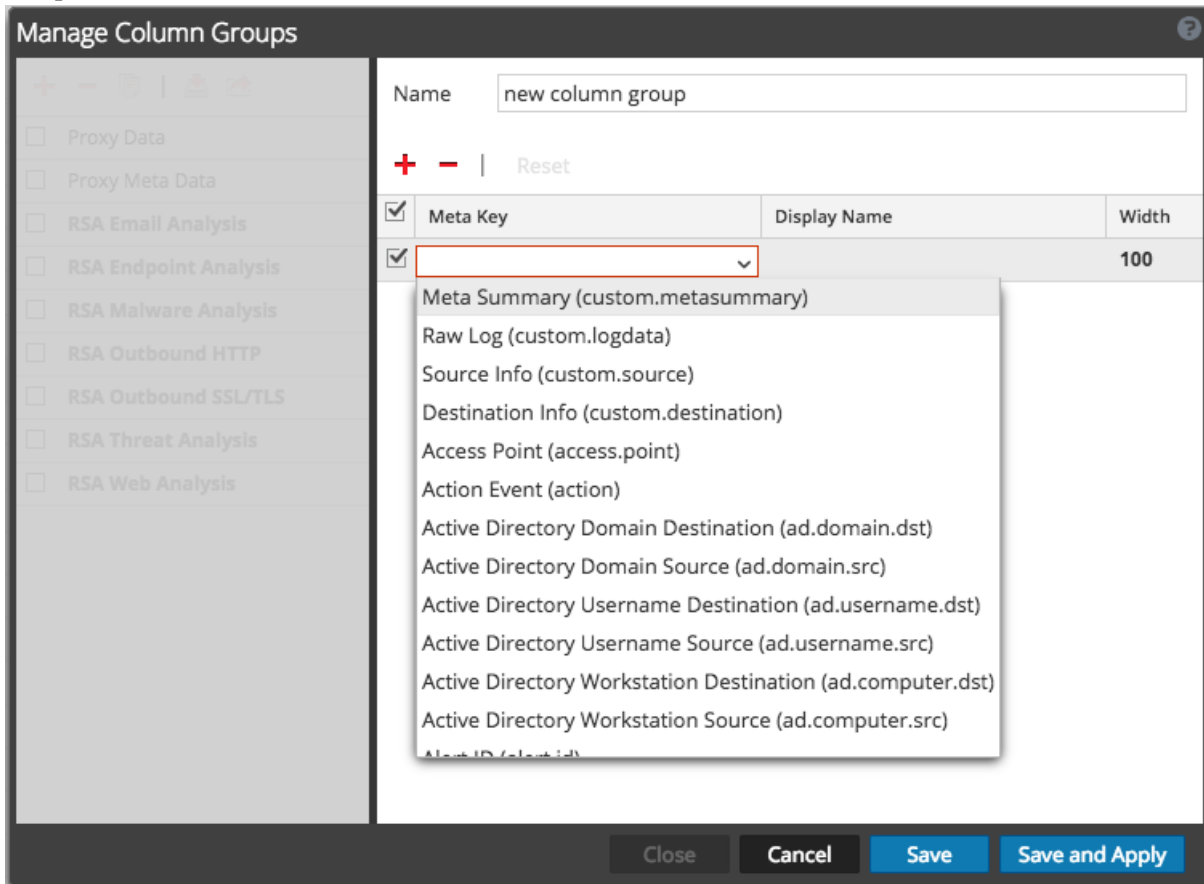 Manage Column Groups
Proxy Data
Proxy Meta Data
RSA Email Analysis
RSA Endpoint Analysis
RSA Malware Analysis
RSA Outbound HTTP
RSA Outbound SSL/TLS
RSA Threat Analysis
RSA Web Analysis
Name new column group
Reset
Meta Key Display Name Width
100
Meta Summary (custom.metasummary)
Raw Log (custom.logdata)
Source Info (custom.source)
Destination Info (custom.destination)
Access Point (access.point)
Action Event (action)
Active Directory Domain Destination (ad.domain.dst)
Active Directory Domain Source (ad.domain.src)
Active Directory Username Destination (ad.username.dst)
Active Directory Username Source (ad.username.src)
Active Directory Workstation Destination (ad.computer.dst)
Active Directory Workstation Source (ad.computer.src)
Alert ID (alert.id)
Close Cancel Save Save and Apply